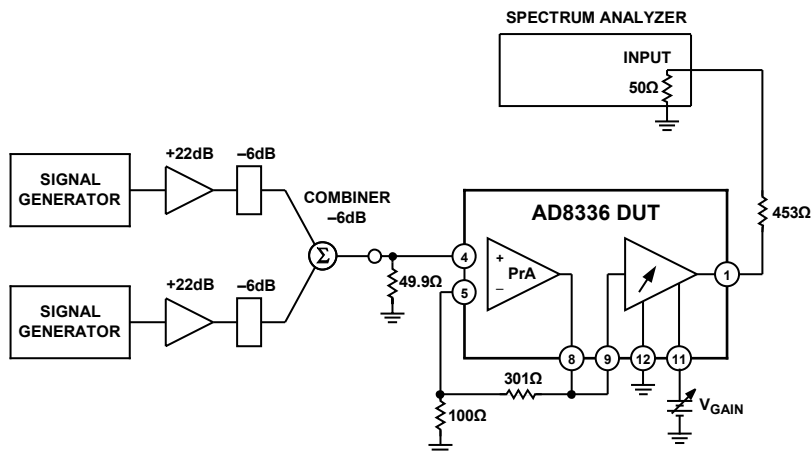 SPECTRUM ANALYZER
INPUT
50Ω
+22dB
–6dB
SIGNAL
GENERATOR
COMBINER
–6dB
Σ
49.9Ω
+22dB
–6dB
SIGNAL
GENERATOR
AD8336 DUT
453Ω
4
+
PrA
–
5
1
8
9
12
11
301Ω
100Ω
VGAIN